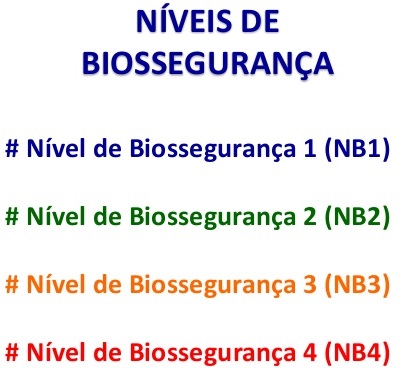 NÍVEIS DE
BIOSSEGURANÇA
# Nível de Biossegurança 1 (NB1)
# Nível de Biossegurança 2 (NB2)
# Nível de Biossegurança 3 (NB3)
# Nível de Biossegurança 4 (NB4)